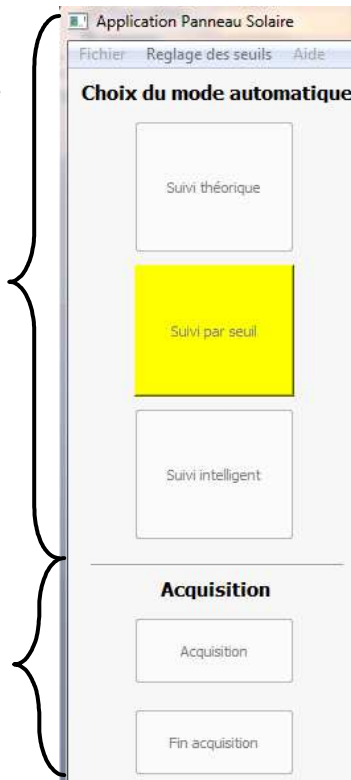 Application Panneau Solaire
Fichier Reglage des seuils Aide
Choix du mode automatique
Suivi théorique
Suivi par seuil
Suivi intelligent
Acquisition
Acquisition
Fin acquisition